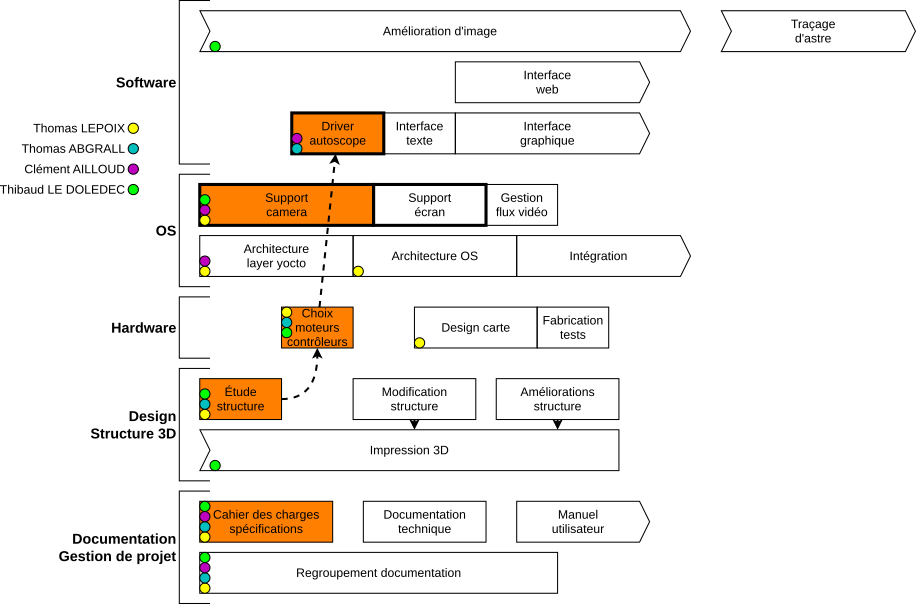 Amélioration d'image
Traçage
d'astre
Software
Interface
web
Driver
autoscope
Interface
texte
Interface
graphique
Thomas LEPOIX
Thomas ABGRALL
Clément AILLOUD
Thibaud LE DOLEDEC
OS
Support
camera
Support
écran
Gestion
flux vidéo
Architecture
layer yocto
Architecture OS
Intégration
Hardware
Choix
moteurs
contrôleurs
Design carte
Fabrication
tests
Design
Structure 3D
Étude
structure
Modification
structure
Améliorations
structure
Impression 3D
Documentation
Gestion de projet
Cahier des charges
spécifications
Documentation
technique
Manuel
utilisateur
Regroupement documentation